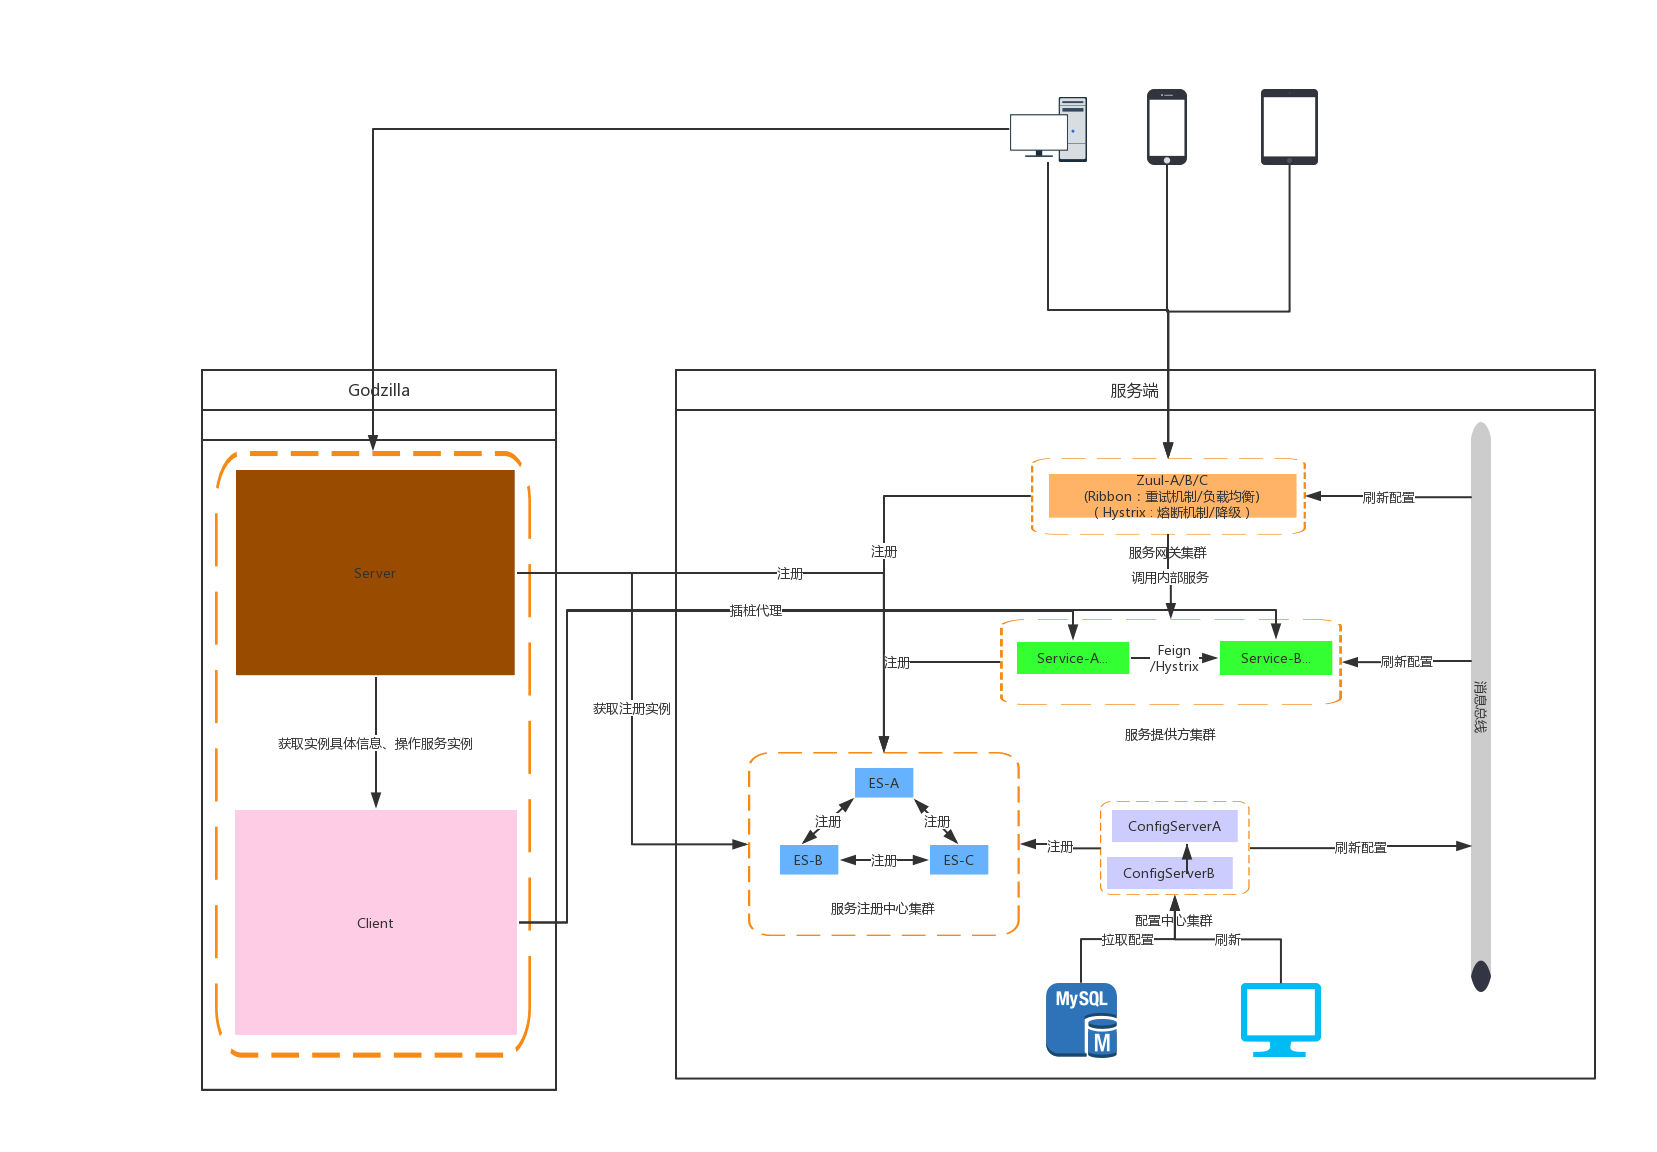 Godzilla
服务端
Zuul-A/B/C
(Ribbon：重试机制/负载均衡)
( Hystrix : 熔断机制/降级 )
刷新配置
注册
服务网关集群
Server
注册
调用内部服务
插桩代理
Service-A...
Feign
/Hystrix
Service-B...
注册
刷新配置
获取注册实例
消息总线
服务提供方集群
获取实例具体信息、操作服务实例
ES-A
注册
注册
ES-B
注册
ES-C
服务注册中心集群
注册
ConfigServerA
ConfigServerB
刷新配置
Client
配置中心集群
拉取配置
刷新
MySQL
M